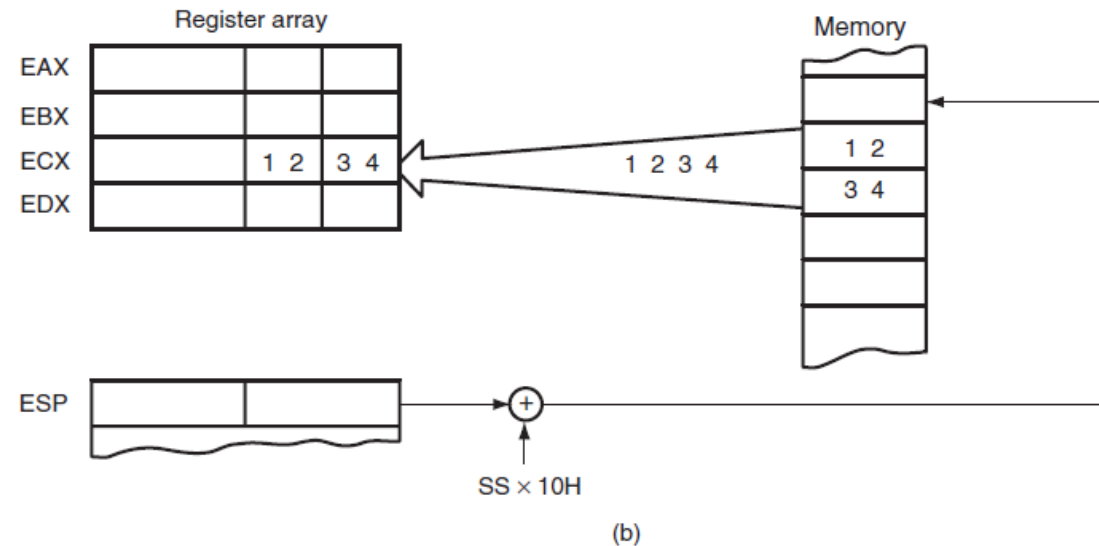 Register array
Memory
EAX
EBX
ECX 1 2 3 4
1 2 3 4
1 2
3 4
EDX
ESP
+
SS × 10H
(b)